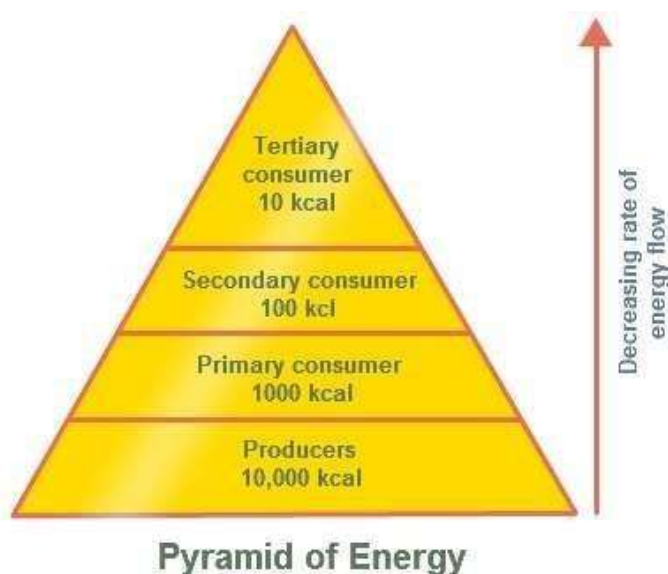 Tertiary
consumer
10 kcal
Secondary consumer
100 kcl
Primary consumer
1000 kcal
Producers
10,000 kcal
Decreasing rate of
energy flow
Pyramid of Energy